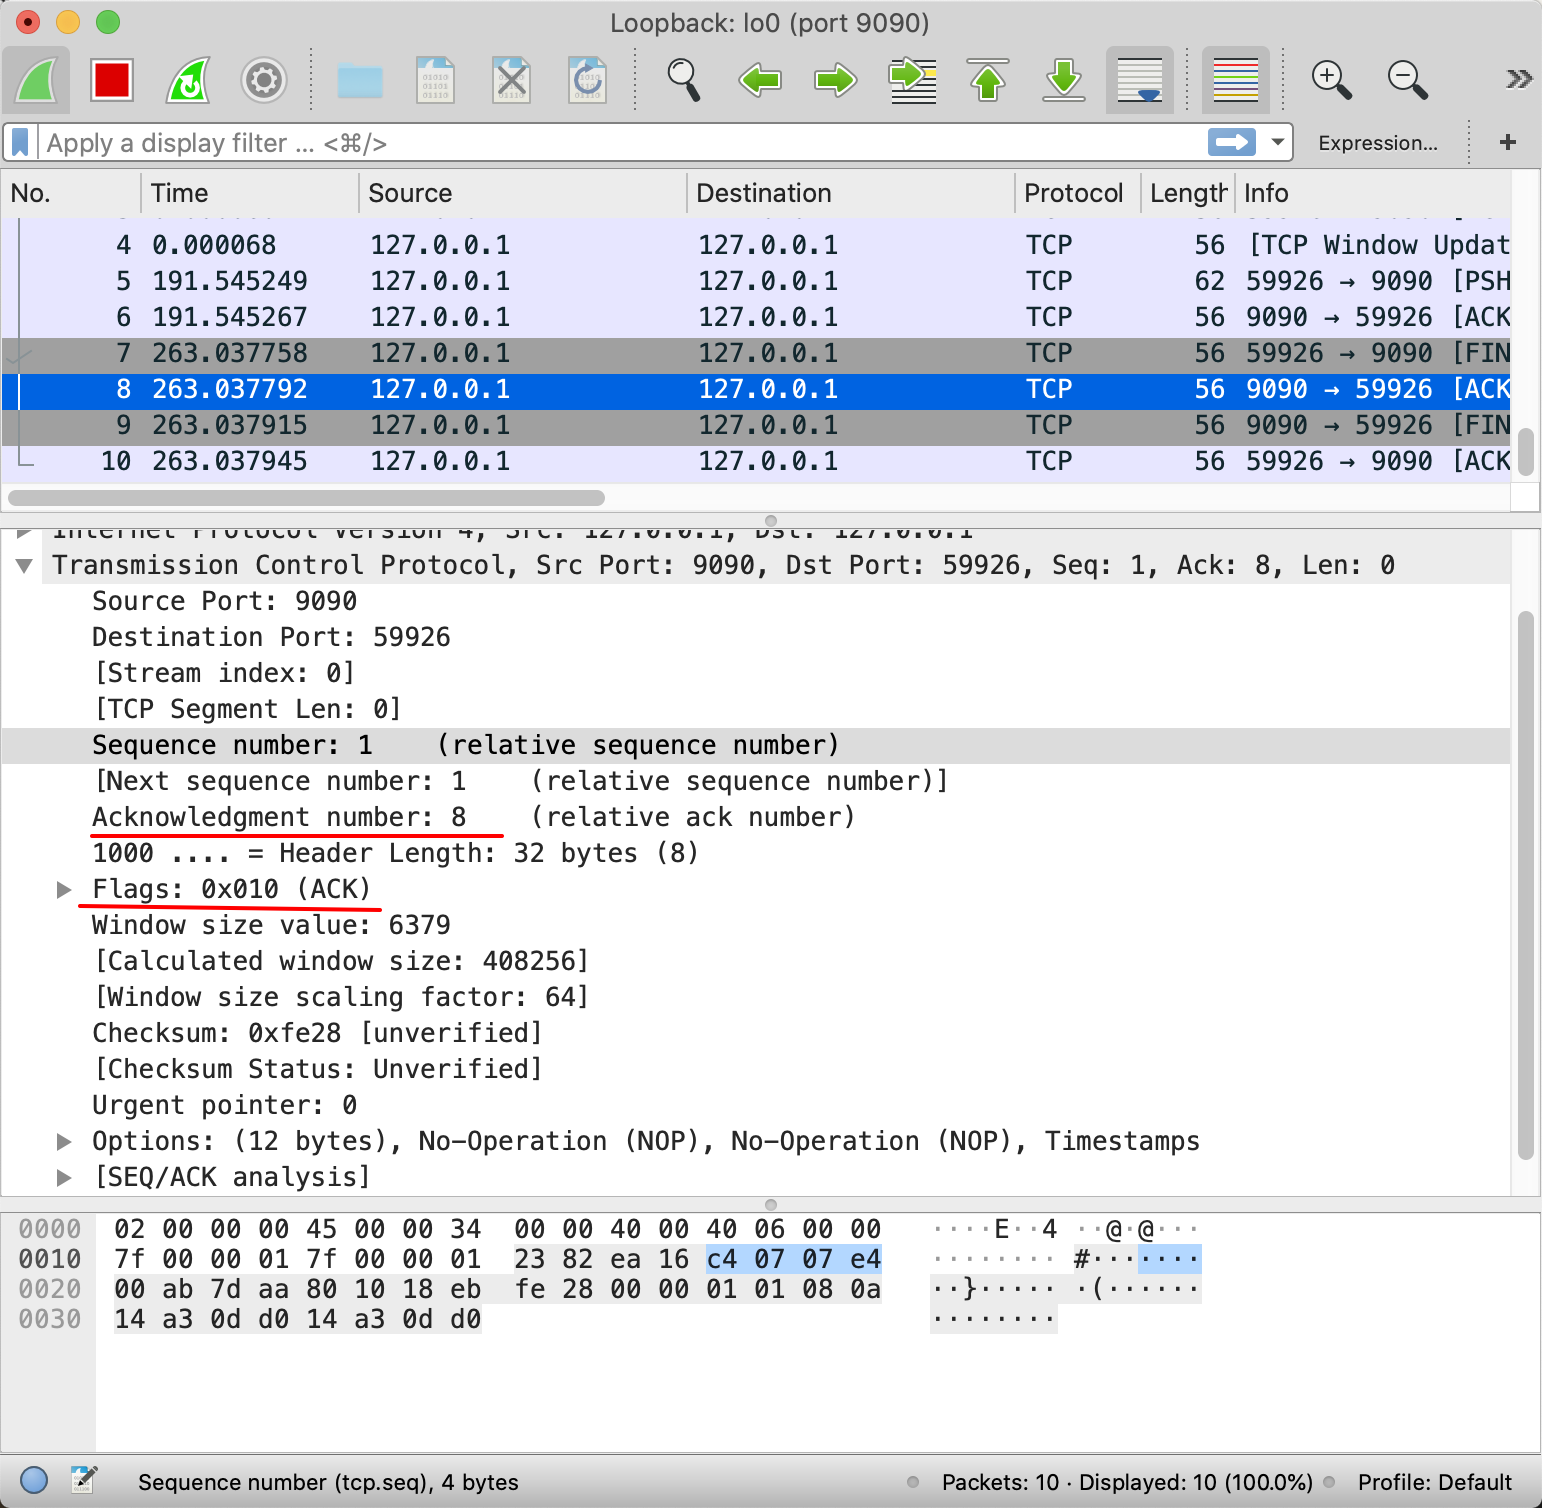 Loopback: lo0 (port 9090)
Apply a display filter ... <⌘/>
Expression...
+
No. Time Source Destination Protocol Length Info
4 0.000068 127.0.0.1 127.0.0.1 TCP 56 [TCP Window Updat
5 191.545249 127.0.0.1 127.0.0.1 TCP 62 59926 → 9090 [PSH
6 191.545267 127.0.0.1 127.0.0.1 TCP 56 9090 → 59926 [ACK
7 263.037758 127.0.0.1 127.0.0.1 TCP 56 59926 → 9090 [FIN
8 263.037792 127.0.0.1 127.0.0.1 TCP 56 9090 → 59926 [ACK
9 263.037915 127.0.0.1 127.0.0.1 TCP 56 9090 → 59926 [FIN
10 263.037945 127.0.0.1 127.0.0.1 TCP 56 59926 → 9090 [ACK
Internet Protocol Version 4, Src: 127.0.0.1, Dst: 127.0.0.1
Transmission Control Protocol, Src Port: 9090, Dst Port: 59926, Seq: 1, Ack: 8, Len: 0
Source Port: 9090
Destination Port: 59926
[Stream index: 0]
[TCP Segment Len: 0]
Sequence number: 1    (relative sequence number)
[Next sequence number: 1    (relative sequence number)]
Acknowledgment number: 8    (relative ack number)
1000 .... = Header Length: 32 bytes (8)
Flags: 0x010 (ACK)
Window size value: 6379
[Calculated window size: 408256]
[Window size scaling factor: 64]
Checksum: 0xfe28 [unverified]
[Checksum Status: Unverified]
Urgent pointer: 0
Options: (12 bytes), No-Operation (NOP), No-Operation (NOP), Timestamps
[SEQ/ACK analysis]
0000 02 00 00 00 45 00 00 34 00 00 40 00 40 06 00 00 ····E··4 ··@·@···
0010 7f 00 00 01 7f 00 00 01 23 82 ea 16 c4 07 07 e4 ········ #·······
0020 00 ab 7d aa 80 10 18 eb fe 28 00 00 01 01 08 0a ··}····· ·(······
0030 14 a3 0d d0 14 a3 0d d0 ········
Sequence number (tcp.seq), 4 bytes
Packets: 10 · Displayed: 10 (100.0%)
Profile: Default